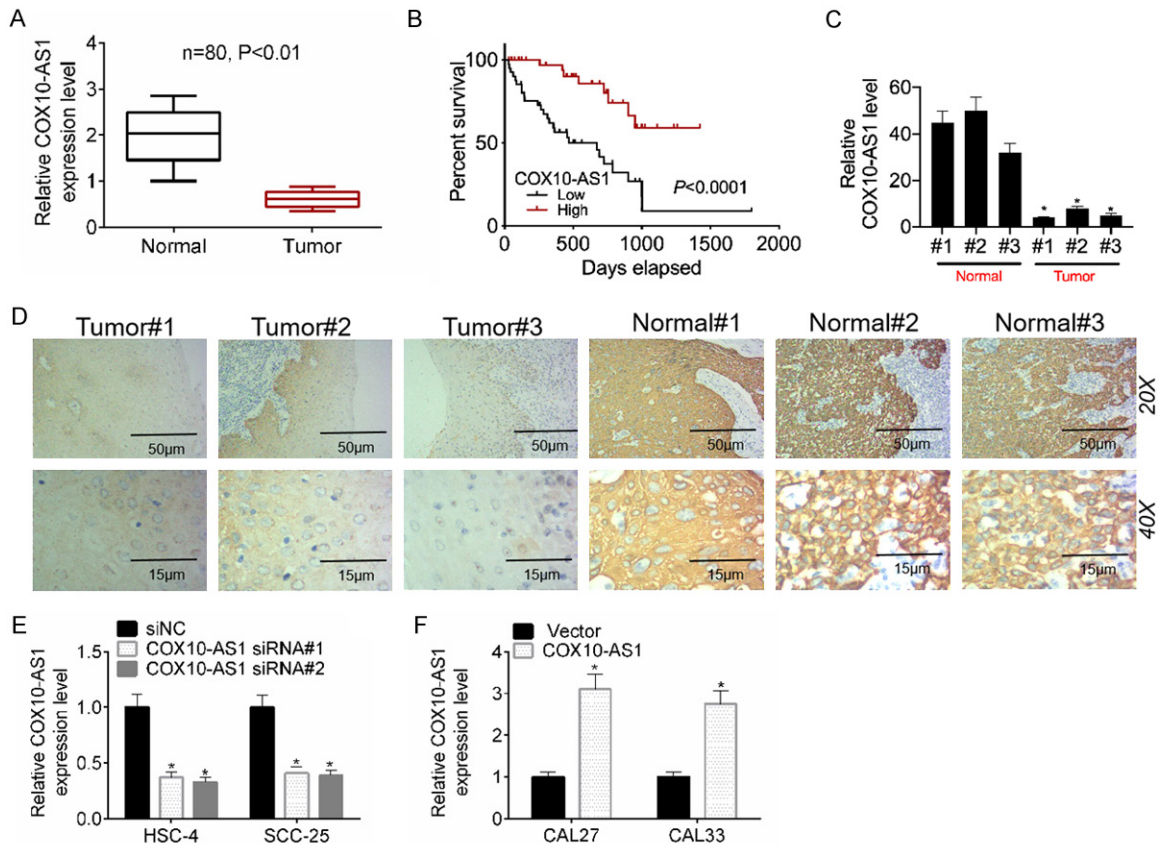 A
Relative COX10-AS1
expression level
4
3
2
1
0
n=80, P<0.01
Normal
Tumor
B
Percent survival
100
50
0
COX10-AS1
Low
High
P<0.0001
0
500
1000
1500
2000
Days elapsed
C
Relative
COX10-AS1 level
60
40
20
0
* * *
#1 #2 #3 #1 #2 #3
Normal
Tumor
D
Tumor#1 Tumor#2 Tumor#3 Normal#1 Normal#2 Normal#3
50μm 50μm 50μm 50μm 50μm 50μm
20X
15μm 15μm 15μm 15μm 15μm 15μm
40X
E
siNC
COX10-AS1 siRNA#1
COX10-AS1 siRNA#2
Relative COX10-AS1
expression level
1.5
1.0
0.5
0.0
* * * *
HSC-4
SCC-25
F
Vector
COX10-AS1
Relative COX10-AS1
expression level
4
3
2
1
0
* *
CAL27
CAL33